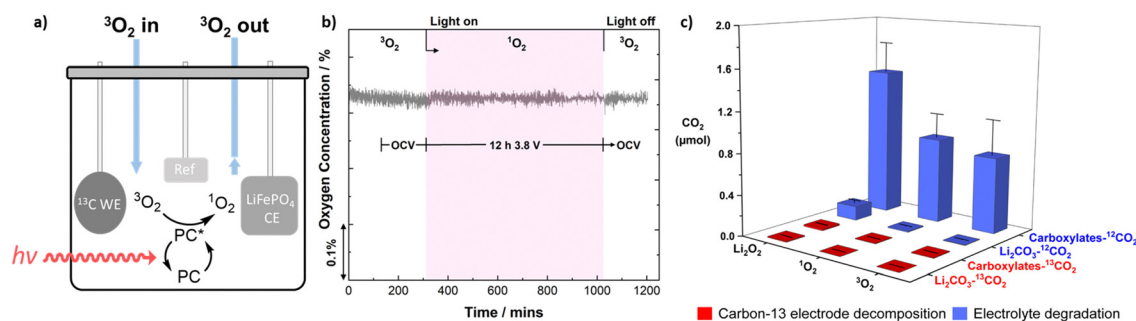 a)
³O₂ in
³O₂ out
Ref
¹³C WE
³O₂
¹O₂
LiFePO₄
CE
PC*
hν
PC
b)
Light on
Light off
³O₂
¹O₂
³O₂
Oxygen Concentration / %
OCV
12 h 3.8 V
OCV
0.1%
0
200
400
600
800
1000
1200
Time / mins
c)
2.0
1.6
1.2
CO₂
(μmol)
0.8
0.4
0.0
Li₂O₂
¹O₂
³O₂
Carboxylates-¹²CO₂
Li₂CO₃-¹²CO₂
Carboxylates-¹³CO₂
Li₂CO₃-¹³CO₂
Carbon-13 electrode decomposition
Electrolyte degradation